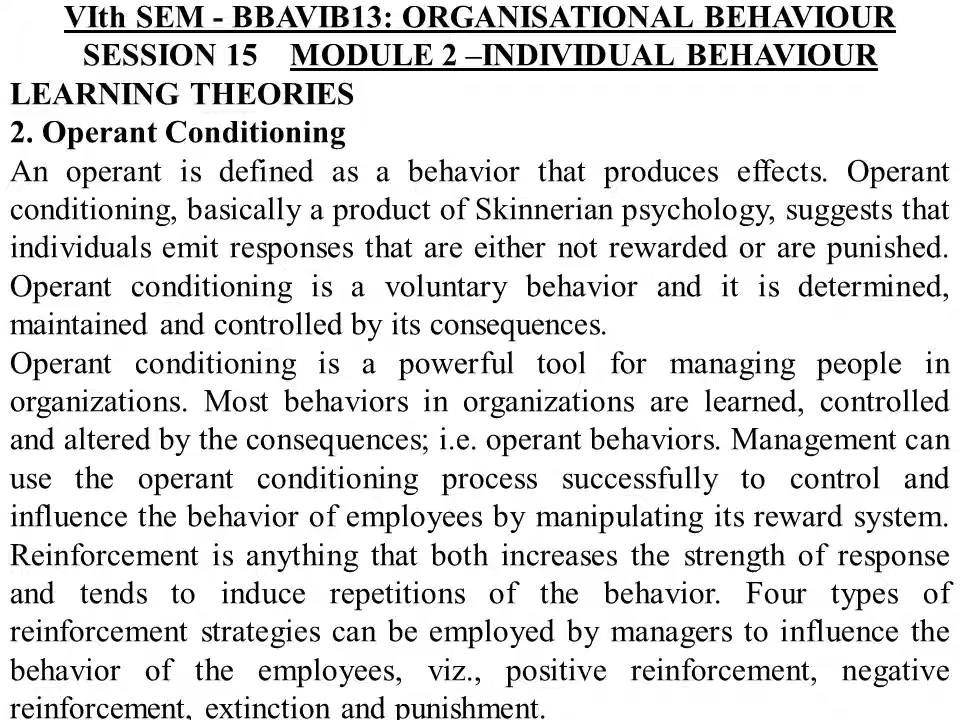 VIth SEM - BBAVIB13: ORGANISATIONAL BEHAVIOUR
SESSION 15 MODULE 2 –INDIVIDUAL BEHAVIOUR
LEARNING THEORIES
2. Operant Conditioning
An operant is defined as a behavior that produces effects. Operant
conditioning, basically a product of Skinnerian psychology, suggests that
individuals emit responses that are either not rewarded or are punished.
Operant conditioning is a voluntary behavior and it is determined,
maintained and controlled by its consequences.
Operant conditioning is a powerful tool for managing people in
organizations. Most behaviors in organizations are learned, controlled
and altered by the consequences; i.e. operant behaviors. Management can
use the operant conditioning process successfully to control and
influence the behavior of employees by manipulating its reward system.
Reinforcement is anything that both increases the strength of response
and tends to induce repetitions of the behavior. Four types of
reinforcement strategies can be employed by managers to influence the
behavior of the employees, viz., positive reinforcement, negative
reinforcement, extinction and punishment.